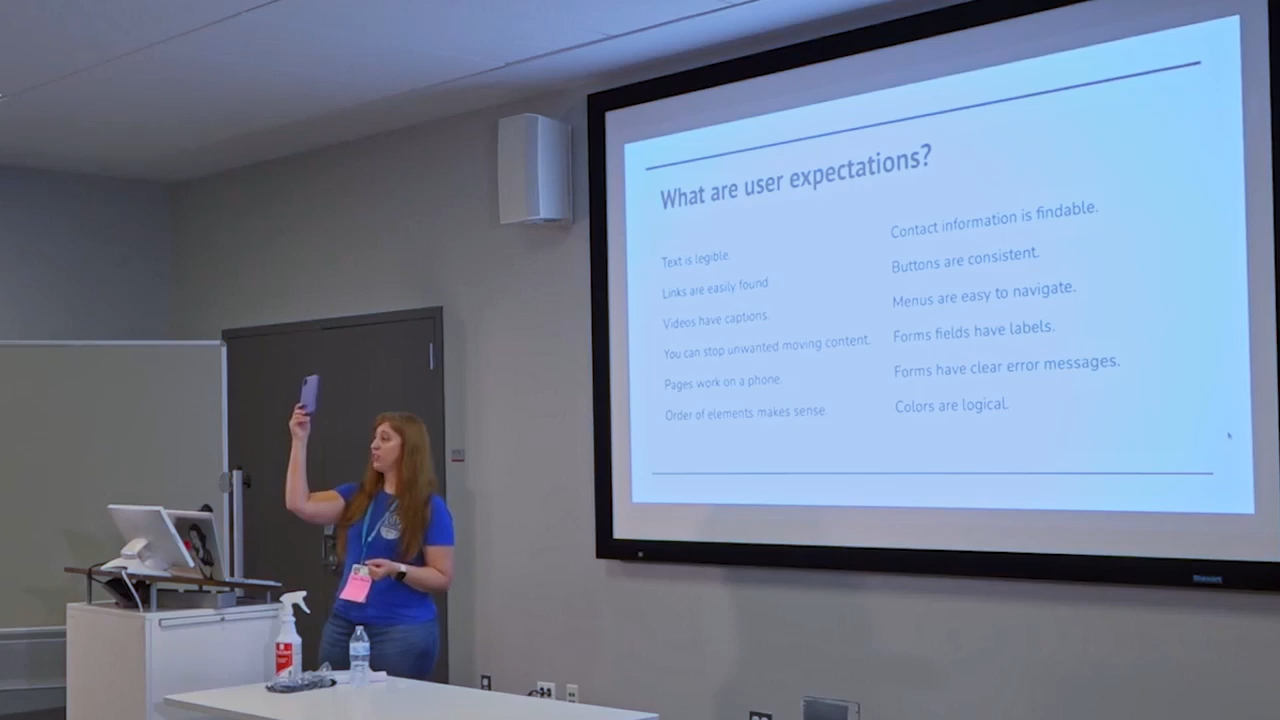 What are user expectations?
Text is legible.
Links are easily found
Videos have captions.
You can stop unwanted moving content.
Pages work on a phone.
Order of elements makes sense.
Contact information is findable.
Buttons are consistent.
Menus are easy to navigate.
Forms fields have labels.
Forms have clear error messages.
Colors are logical.
Stewart